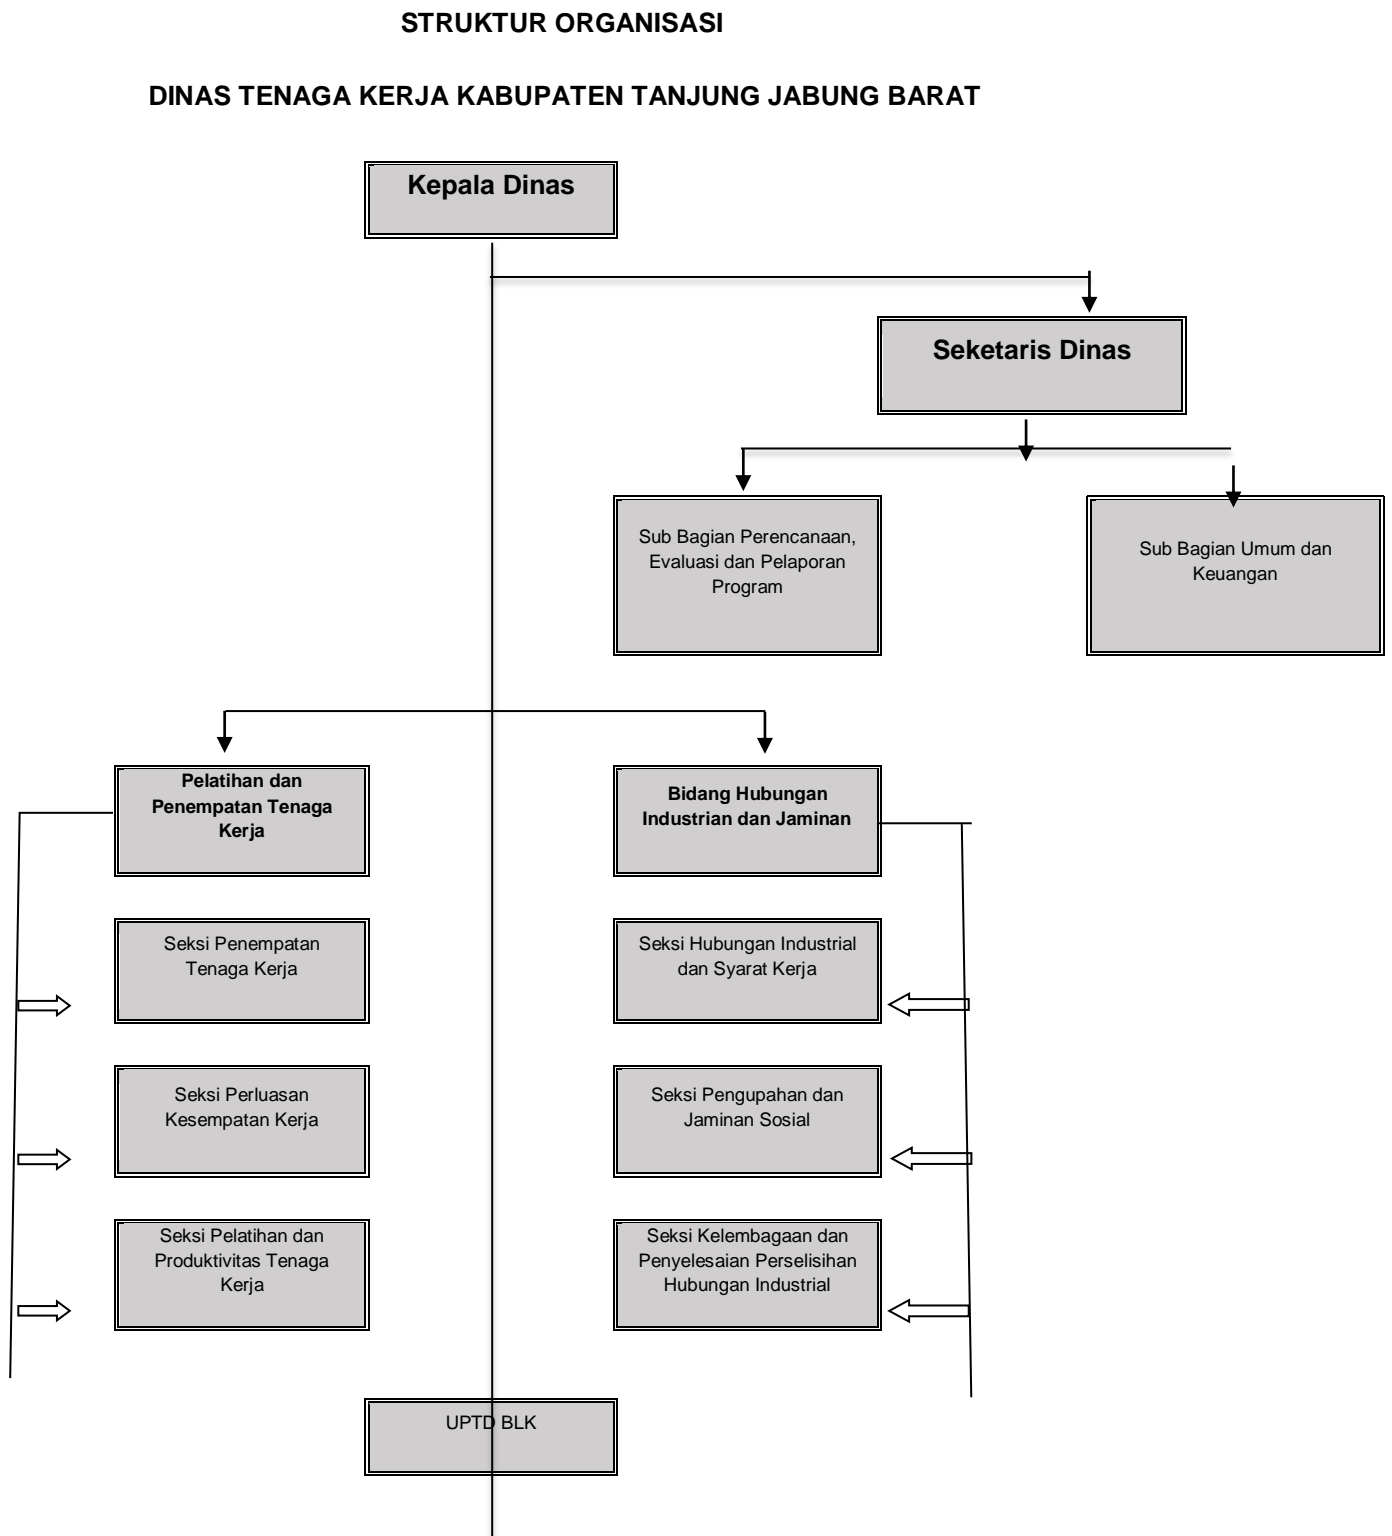 STRUKTUR ORGANISASI
DINAS TENAGA KERJA KABUPATEN TANJUNG JABUNG BARAT
Kepala Dinas
Seketaris Dinas
Sub Bagian Perencanaan,
Evaluasi dan Pelaporan
Program
Sub Bagian Umum dan
Keuangan
Pelatihan dan
Penempatan Tenaga
Kerja
Bidang Hubungan
Industrian dan Jaminan
Seksi Penempatan
Tenaga Kerja
Seksi Hubungan Industrial
dan Syarat Kerja
Seksi Perluasan
Kesempatan Kerja
Seksi Pengupahan dan
Jaminan Sosial
Seksi Pelatihan dan
Produktivitas Tenaga
Kerja
Seksi Kelembagaan dan
Penyelesaian Perselisihan
Hubungan Industrial
UPTD BLK